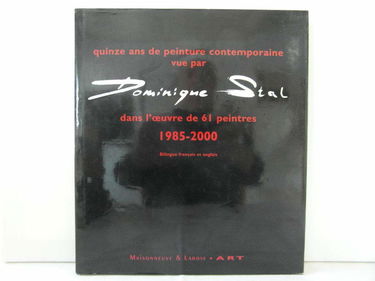 quinze ans de peinture contemporaine
vue par
Dominique Stal
dans l'œuvre de 61 peintres
1985-2000
Bilingue français et anglais
MAISONNEUVE & LAROSE • ART